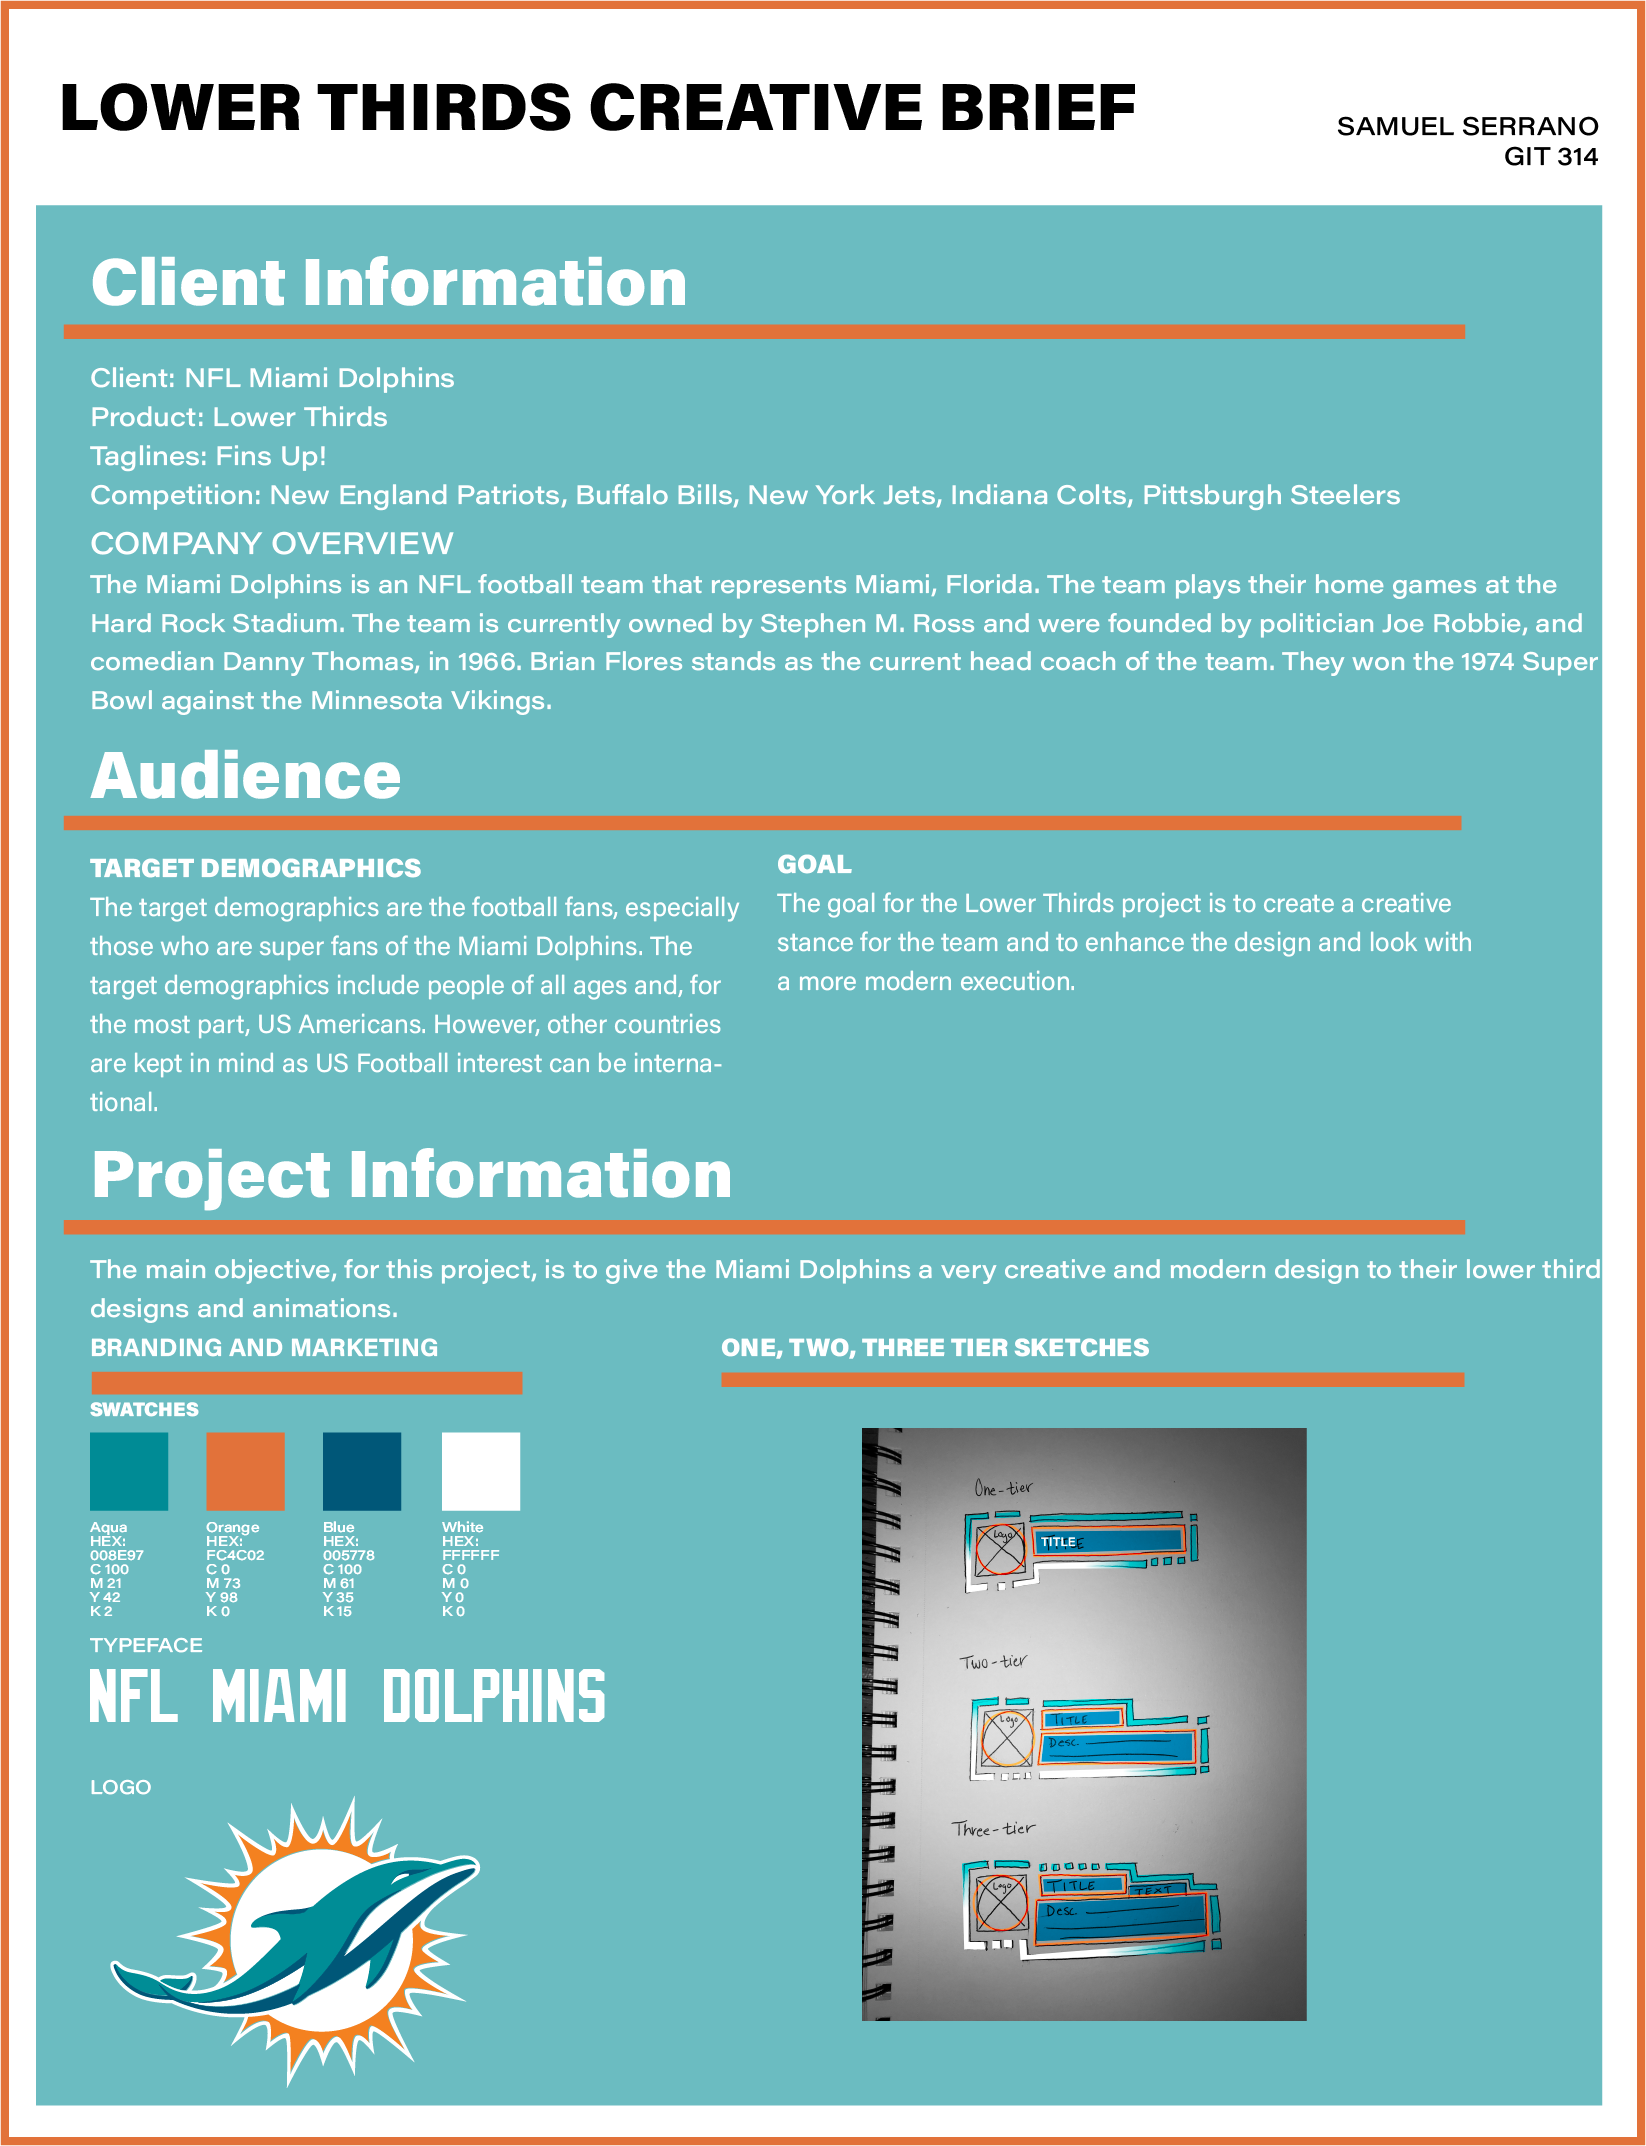 LOWER THIRDS CREATIVE BRIEF
SAMUEL SERRANO
GIT 314
Client Information
Client: NFL Miami Dolphins
Product: Lower Thirds
Taglines: Fins Up!
Competition: New England Patriots, Buffalo Bills, New York Jets, Indiana Colts, Pittsburgh Steelers
COMPANY OVERVIEW
The Miami Dolphins is an NFL football team that represents Miami, Florida. The team plays their home games at the
Hard Rock Stadium. The team is currently owned by Stephen M. Ross and were founded by politician Joe Robbie, and
comedian Danny Thomas, in 1966. Brian Flores stands as the current head coach of the team. They won the 1974 Super
Bowl against the Minnesota Vikings.
Audience
TARGET DEMOGRAPHICS
The target demographics are the football fans, especially
those who are super fans of the Miami Dolphins. The
target demographics include people of all ages and, for
the most part, US Americans. However, other countries
are kept in mind as US Football interest can be interna-
tional.
GOAL
The goal for the Lower Thirds project is to create a creative
stance for the team and to enhance the design and look with
a more modern execution.
Project Information
The main objective, for this project, is to give the Miami Dolphins a very creative and modern design to their lower third
designs and animations.
BRANDING AND MARKETING
SWATCHES
Aqua
HEX:
008E97
C 100
M 21
Y 42
K 2
Orange
HEX:
FC4C02
C 0
M 73
Y 98
K 0
Blue
HEX:
005778
C 100
M 61
Y 35
K 15
White
HEX:
FFFFFF
C 0
M 0
Y 0
K 0
TYPEFACE
NFL MIAMI DOLPHINS
LOGO
ONE, TWO, THREE TIER SKETCHES
One-tier
Logo
TITLE
Two-tier
Logo
TITLE
Desc
Three-tier
Logo
TITLE
TEXT
Desc